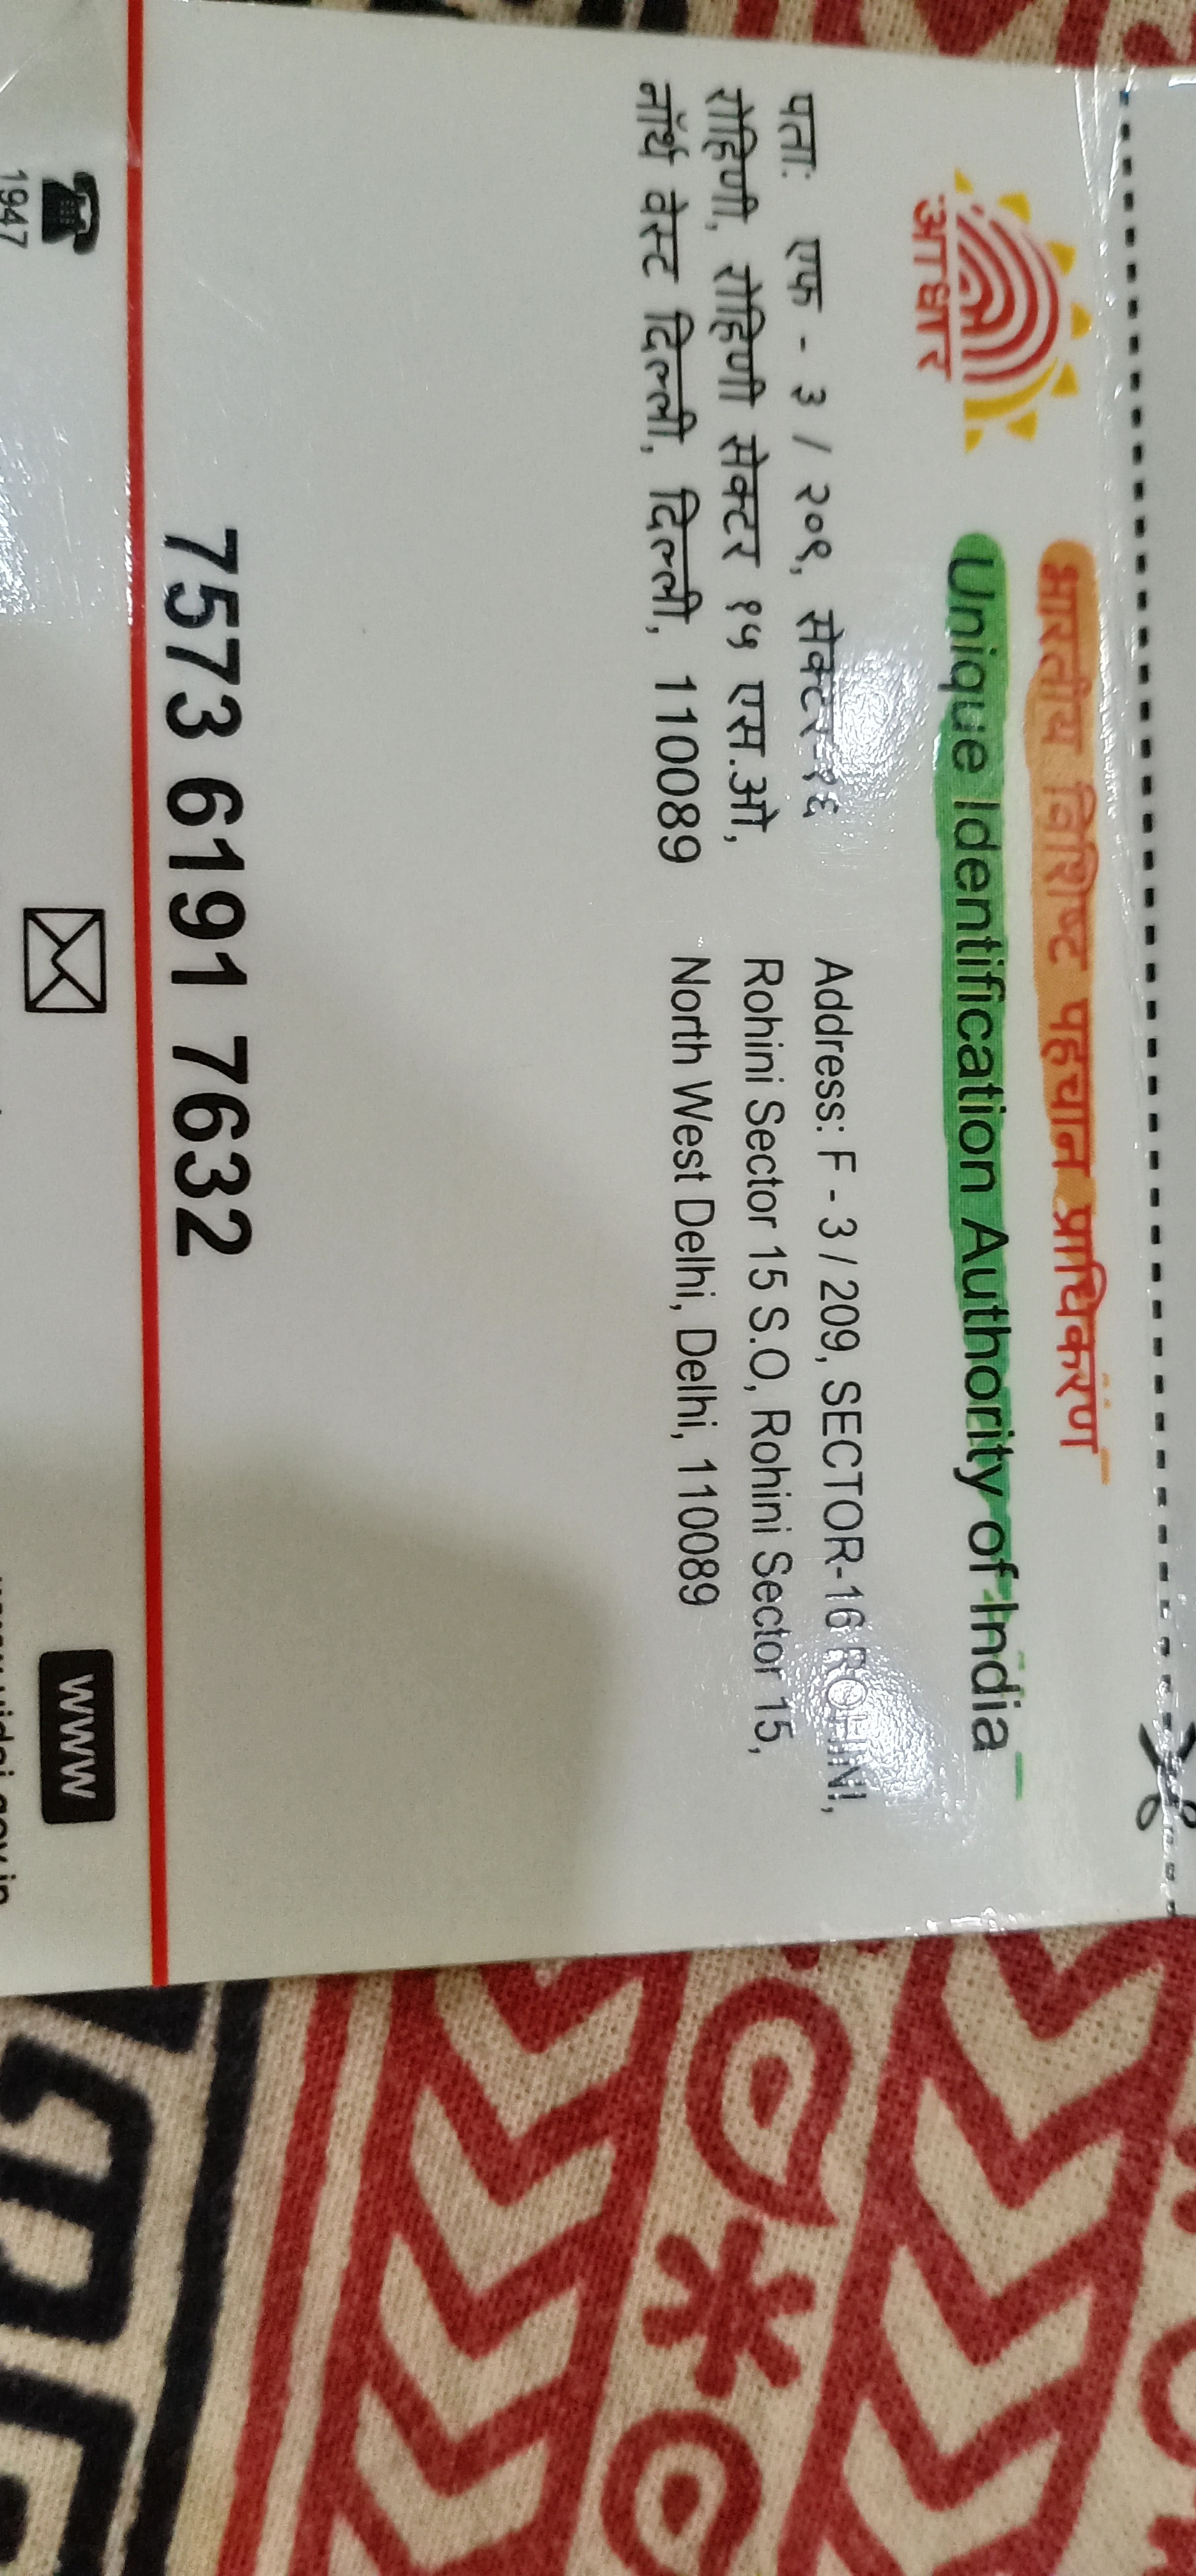 भारतीय विशिष्ट पहचान प्राधिकरण
Unique Identification Authority of India
आधार
पता: एफ - ३ / २०९, सेक्टर-१६
रोहिणी, रोहिणी सेक्टर १५ एस.ओ,
नॉर्थ वेस्ट दिल्ली, दिल्ली, 110089
Address: F - 3 / 209, SECTOR-16 ROHINI,
Rohini Sector 15 S.O, Rohini Sector 15,
North West Delhi, Delhi, 110089
7573 6191 7632
1947
www